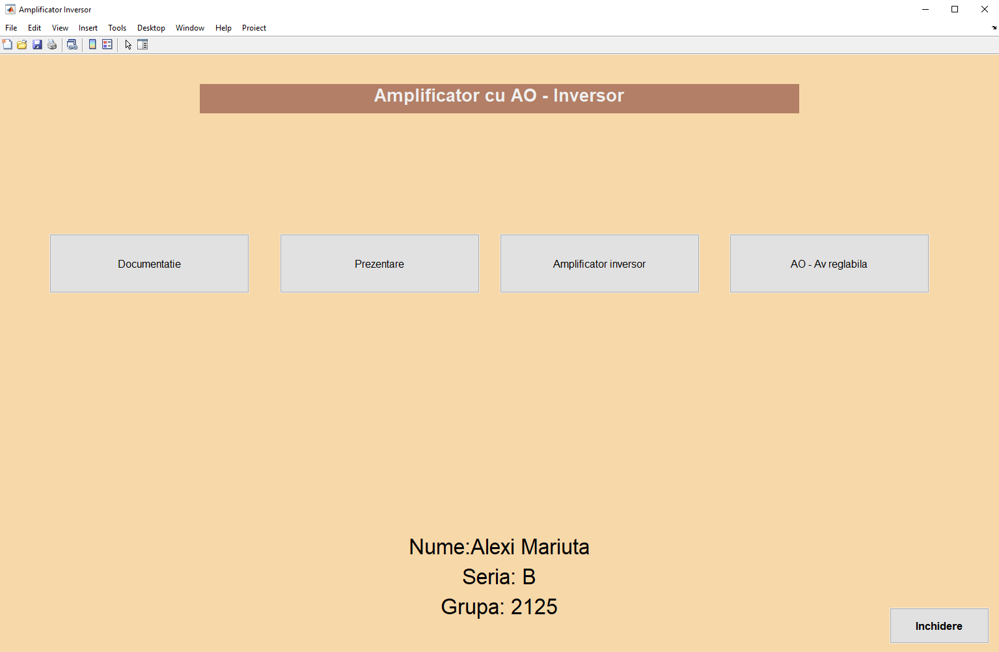 Amplificator Inversor
File Edit View Insert Tools Desktop Window Help Proiect
Amplificator cu AO - Inversor
Documentatie Prezentare Amplificator inversor AO - Av reglabila
Nume:Alexi Mariuta
Seria: B
Grupa: 2125
Inchidere